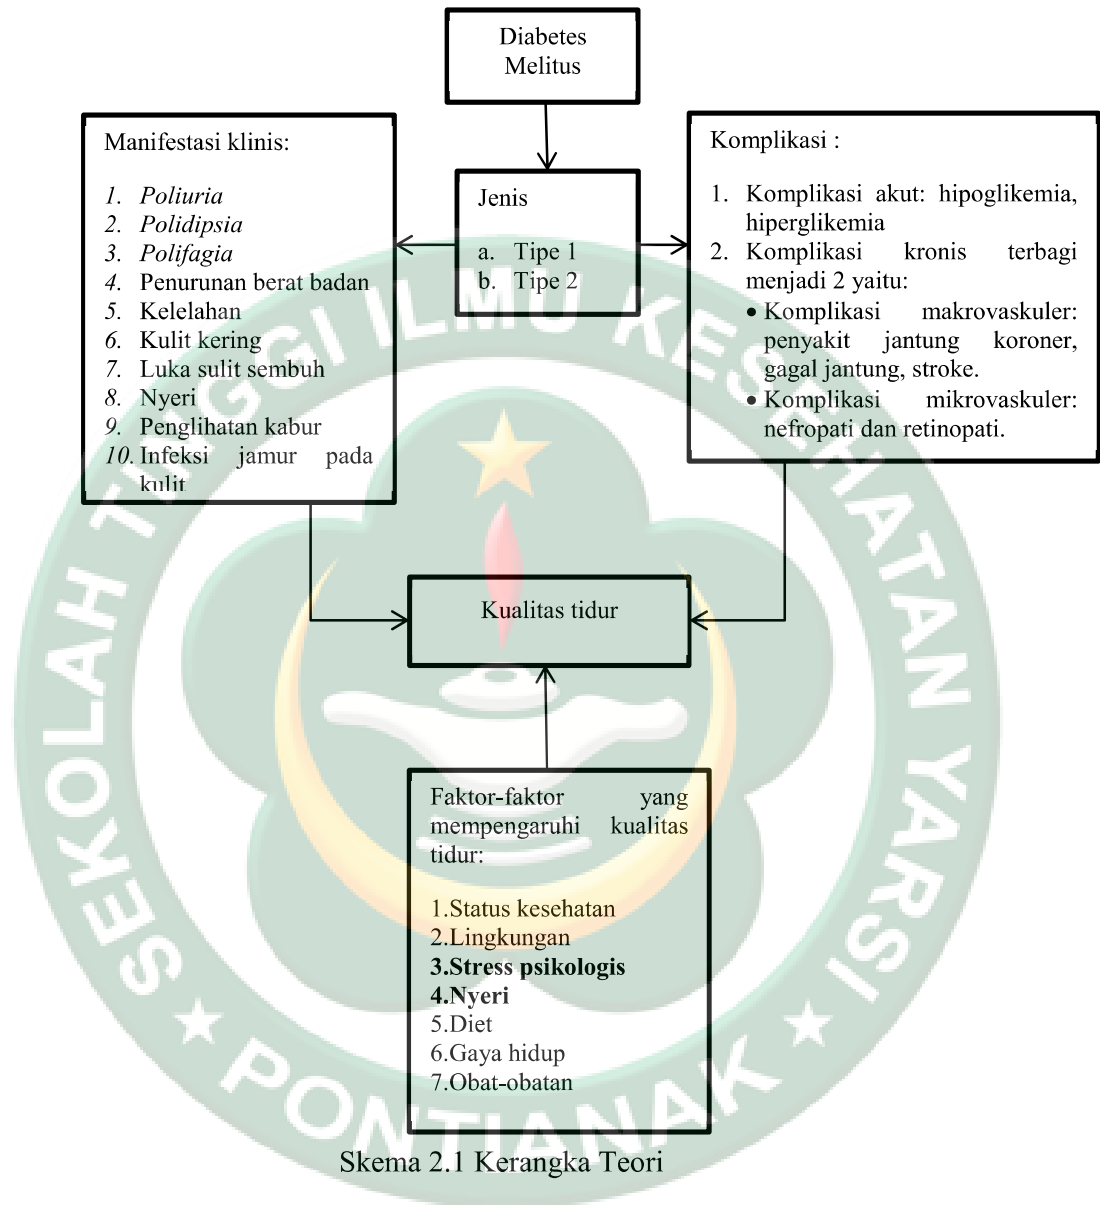 Diabetes
Melitus
Manifestasi klinis:
1. Poliuria
2. Polidipsia
3. Polifagia
4. Penurunan berat badan
5. Kelelahan
6. Kulit kering
7. Luka sulit sembuh
8. Nyeri
9. Penglihatan kabur
10. Infeksi jamur pada
kulit
Jenis
a. Tipe 1
b. Tipe 2
Komplikasi :
1. Komplikasi akut: hipoglikemia,
hiperglikemia
2. Komplikasi kronis terbagi
menjadi 2 yaitu:
• Komplikasi makrovaskuler:
penyakit jantung koroner,
gagal jantung, stroke.
• Komplikasi mikrovaskuler:
nefropati dan retinopati.
Kualitas tidur
Faktor-faktor yang
mempengaruhi kualitas
tidur:
1.Status kesehatan
2.Lingkungan
3.Stress psikologis
4.Nyeri
5.Diet
6.Gaya hidup
7.Obat-obatan
Skema 2.1 Kerangka Teori
SEKOLAH TINGGI ILMU KESEHATAN YARSI
PONTIANAK